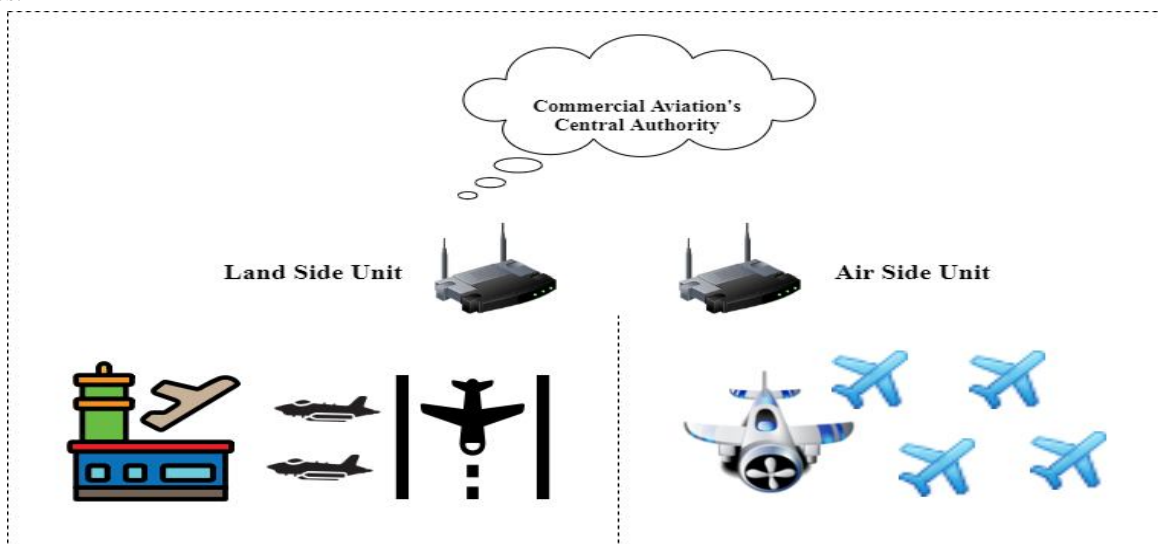 Commercial Aviation's
Central Authority
Land Side Unit
Air Side Unit